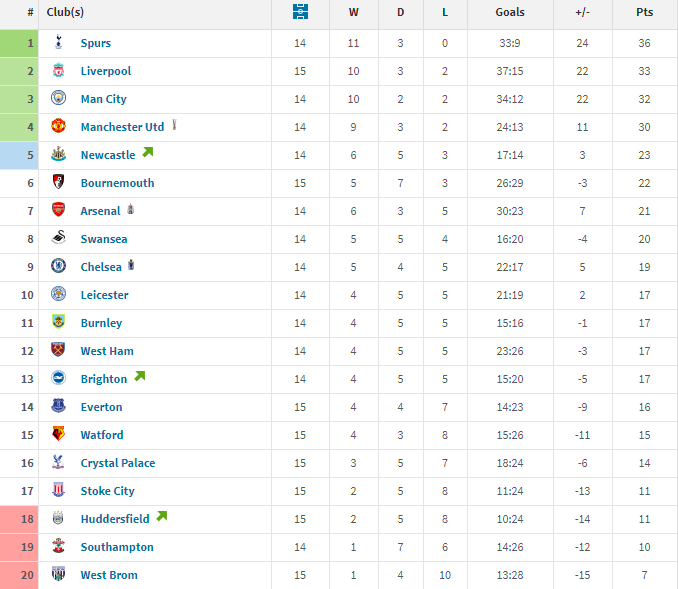 # Club(s) W D L Goals +/- Pts
1 Spurs 14 11 3 0 33:9 24 36
2 Liverpool 15 10 3 2 37:15 22 33
3 Man City 14 10 2 2 34:12 22 32
4 Manchester Utd 14 9 3 2 24:13 11 30
5 Newcastle 14 6 5 3 17:14 3 23
6 Bournemouth 15 5 7 3 26:29 -3 22
7 Arsenal 14 6 3 5 30:23 7 21
8 Swansea 14 5 5 4 16:20 -4 20
9 Chelsea 14 5 4 5 22:17 5 19
10 Leicester 14 4 5 5 21:19 2 17
11 Burnley 14 4 5 5 15:16 -1 17
12 West Ham 14 4 5 5 23:26 -3 17
13 Brighton 14 4 5 5 15:20 -5 17
14 Everton 15 4 4 7 14:23 -9 16
15 Watford 15 4 3 8 15:26 -11 15
16 Crystal Palace 15 3 5 7 18:24 -6 14
17 Stoke City 15 2 5 8 11:24 -13 11
18 Huddersfield 15 2 5 8 10:24 -14 11
19 Southampton 14 1 7 6 14:26 -12 10
20 West Brom 15 1 4 10 13:28 -15 7